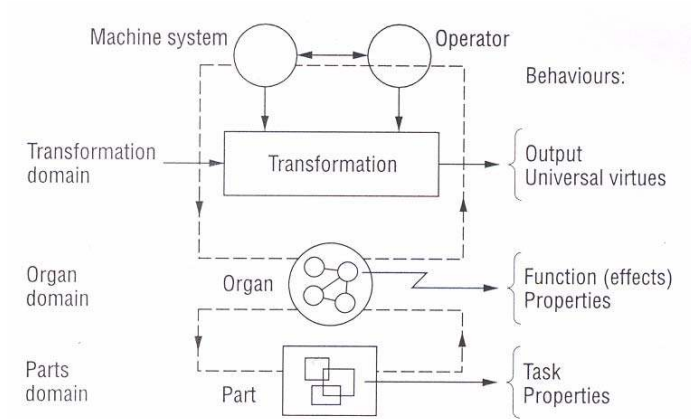 Machine system
Operator
Behaviours:
Transformation
domain
Transformation
Output
Universal virtues
Organ
domain
Organ
Function (effects)
Properties
Parts
domain
Part
Task
Properties